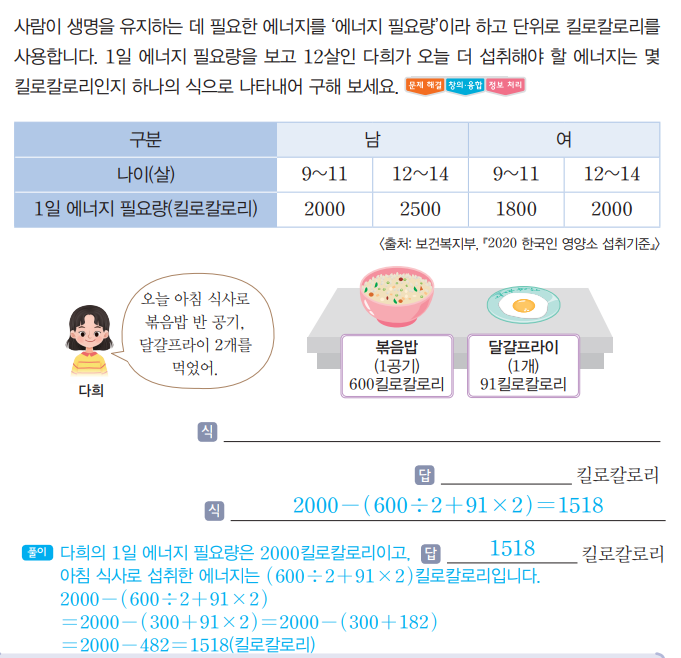 사람이 생명을 유지하는 데 필요한 에너지를 ‘에너지 필요량’이라 하고 단위로 킬로칼로리를
사용합니다. 1일 에너지 필요량을 보고 12살인 다희가 오늘 더 섭취해야 할 에너지는 몇
킬로칼로리인지 하나의 식으로 나타내어 구해 보세요. 문제 해결 창의·융합 정보 처리
구분 남 여
나이(살) 9~11 12~14 9~11 12~14
1일 에너지 필요량(킬로칼로리) 2000 2500 1800 2000
〈출처: 보건복지부, 『2020 한국인 영양소 섭취기준』〉
오늘 아침 식사로
볶음밥 반 공기,
달걀프라이 2개를
먹었어.
다희
볶음밥
(1공기)
600킬로칼로리
달걀프라이
(1개)
91킬로칼로리
식
답 킬로칼로리
식 2000-(600÷2+91×2)=1518
풀이 다희의 1일 에너지 필요량은 2000킬로칼로리이고,
답 1518 킬로칼로리
아침 식사로 섭취한 에너지는 (600÷2+91×2)킬로칼로리입니다.
2000-(600÷2+91×2)
=2000-(300+91×2)=2000-(300+182)
=2000-482=1518(킬로칼로리)